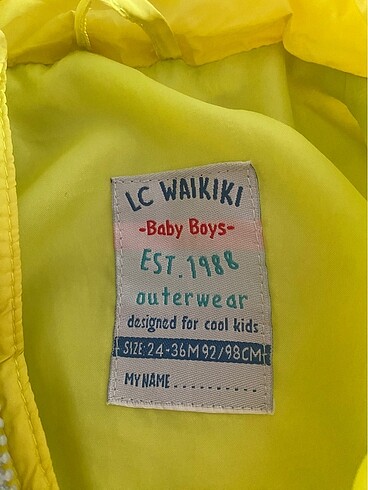 LC WAIKIKI
-Baby Boys-
EST. 1988
outerwear
designed for cool kids
SIZE: 24-36M 92/98CM
MY NAME ..........